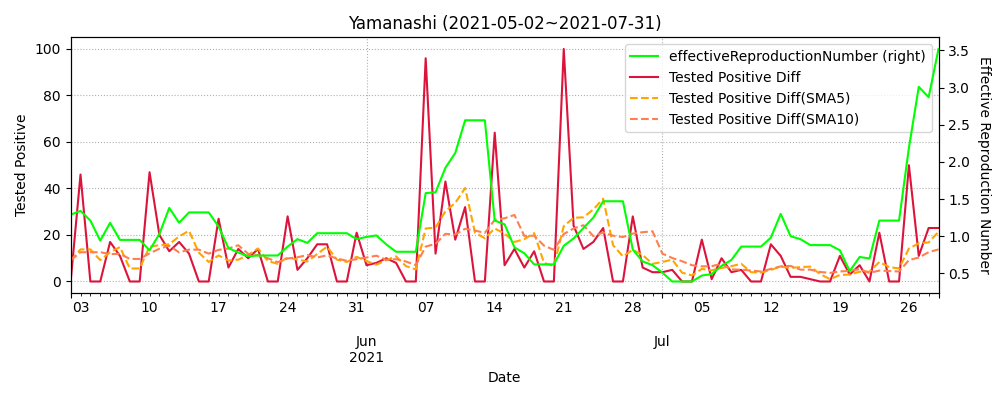 Yamanashi (2021-05-02~2021-07-31)
effectiveReproductionNumber (right)
Tested Positive Diff
Tested Positive Diff(SMA5)
Tested Positive Diff(SMA10)
Tested Positive
100
80
60
40
20
0
3.5
3.0
2.5
2.0
1.5
1.0
0.5
Effective Reproduction Number
03 10 17 24 31 07 14 21 28 05 12 19 26
Jun Jul
2021
Date